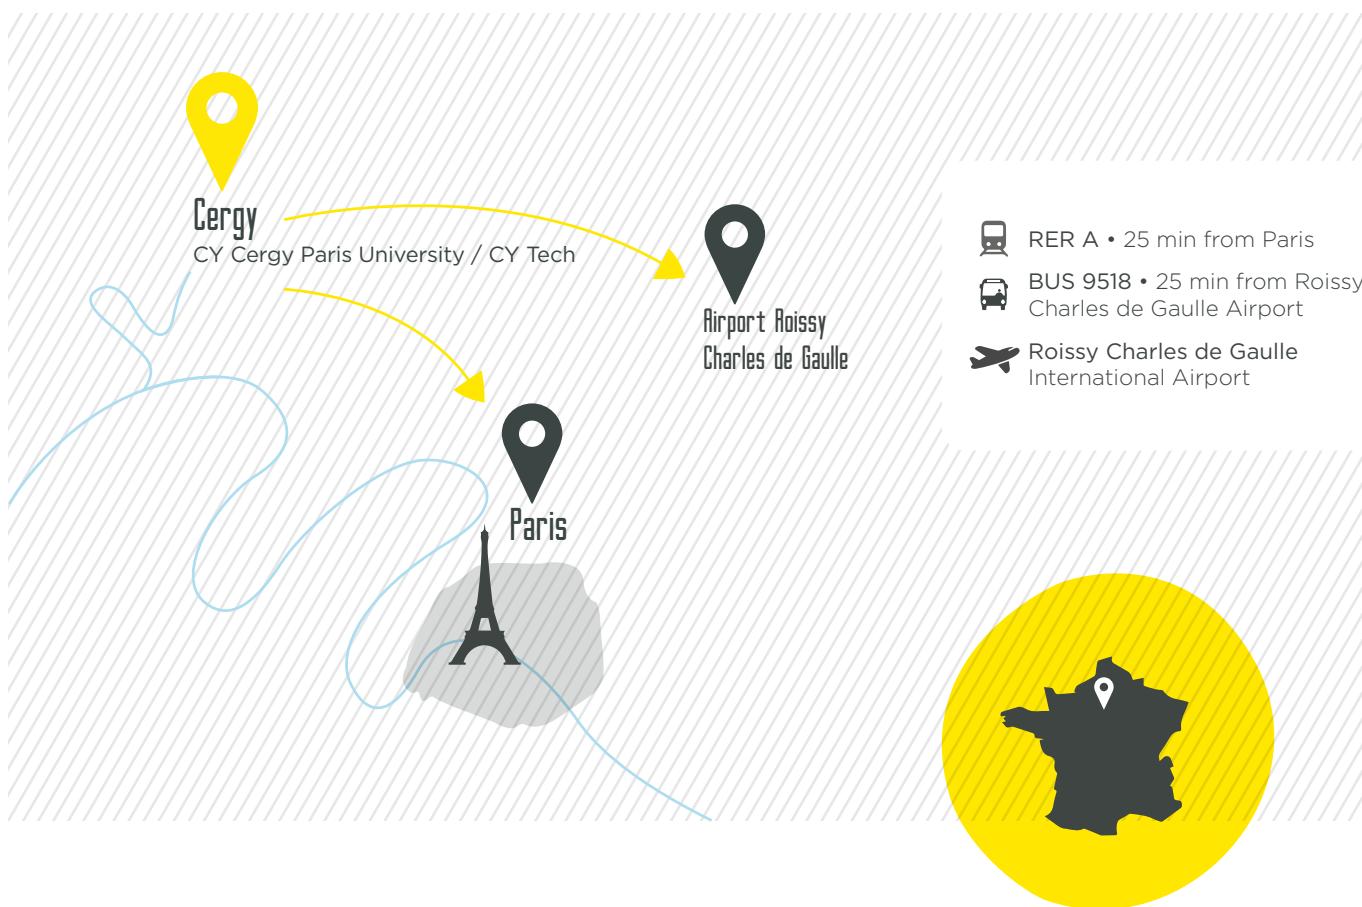 Cergy
CY Cergy Paris University / CY Tech
Airport Roissy
Charles de Gaulle
Paris
RER A • 25 min from Paris
BUS 9518 • 25 min from Roissy
Charles de Gaulle Airport
Roissy Charles de Gaulle
International Airport